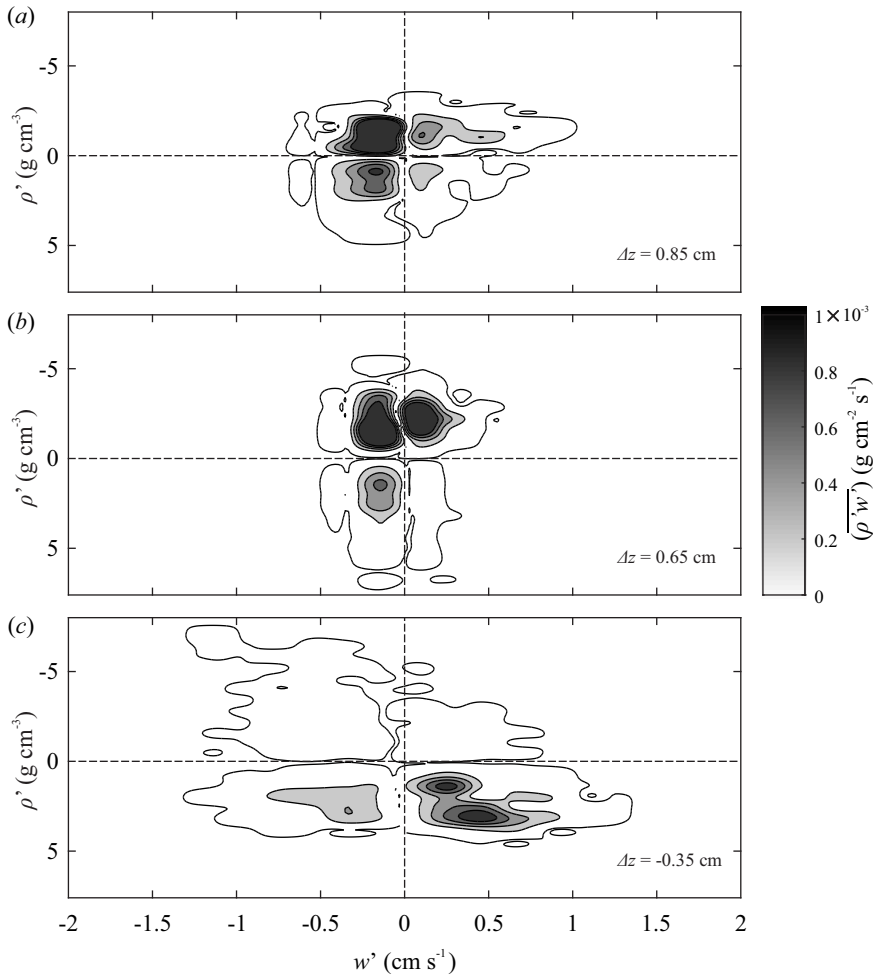 (a)
-5
0
5
ρ’ (g cm-3)
Δz = 0.85 cm
(b)
-5
0
5
ρ’ (g cm-3)
Δz = 0.65 cm
1×10-3
0.8
0.6
0.4
0.2
0
(ρ’w’) (g cm-2 s-1)
(c)
-5
0
5
ρ’ (g cm-3)
Δz = -0.35 cm
-2 -1.5 -1 -0.5 0 0.5 1 1.5 2
w’ (cm s-1)